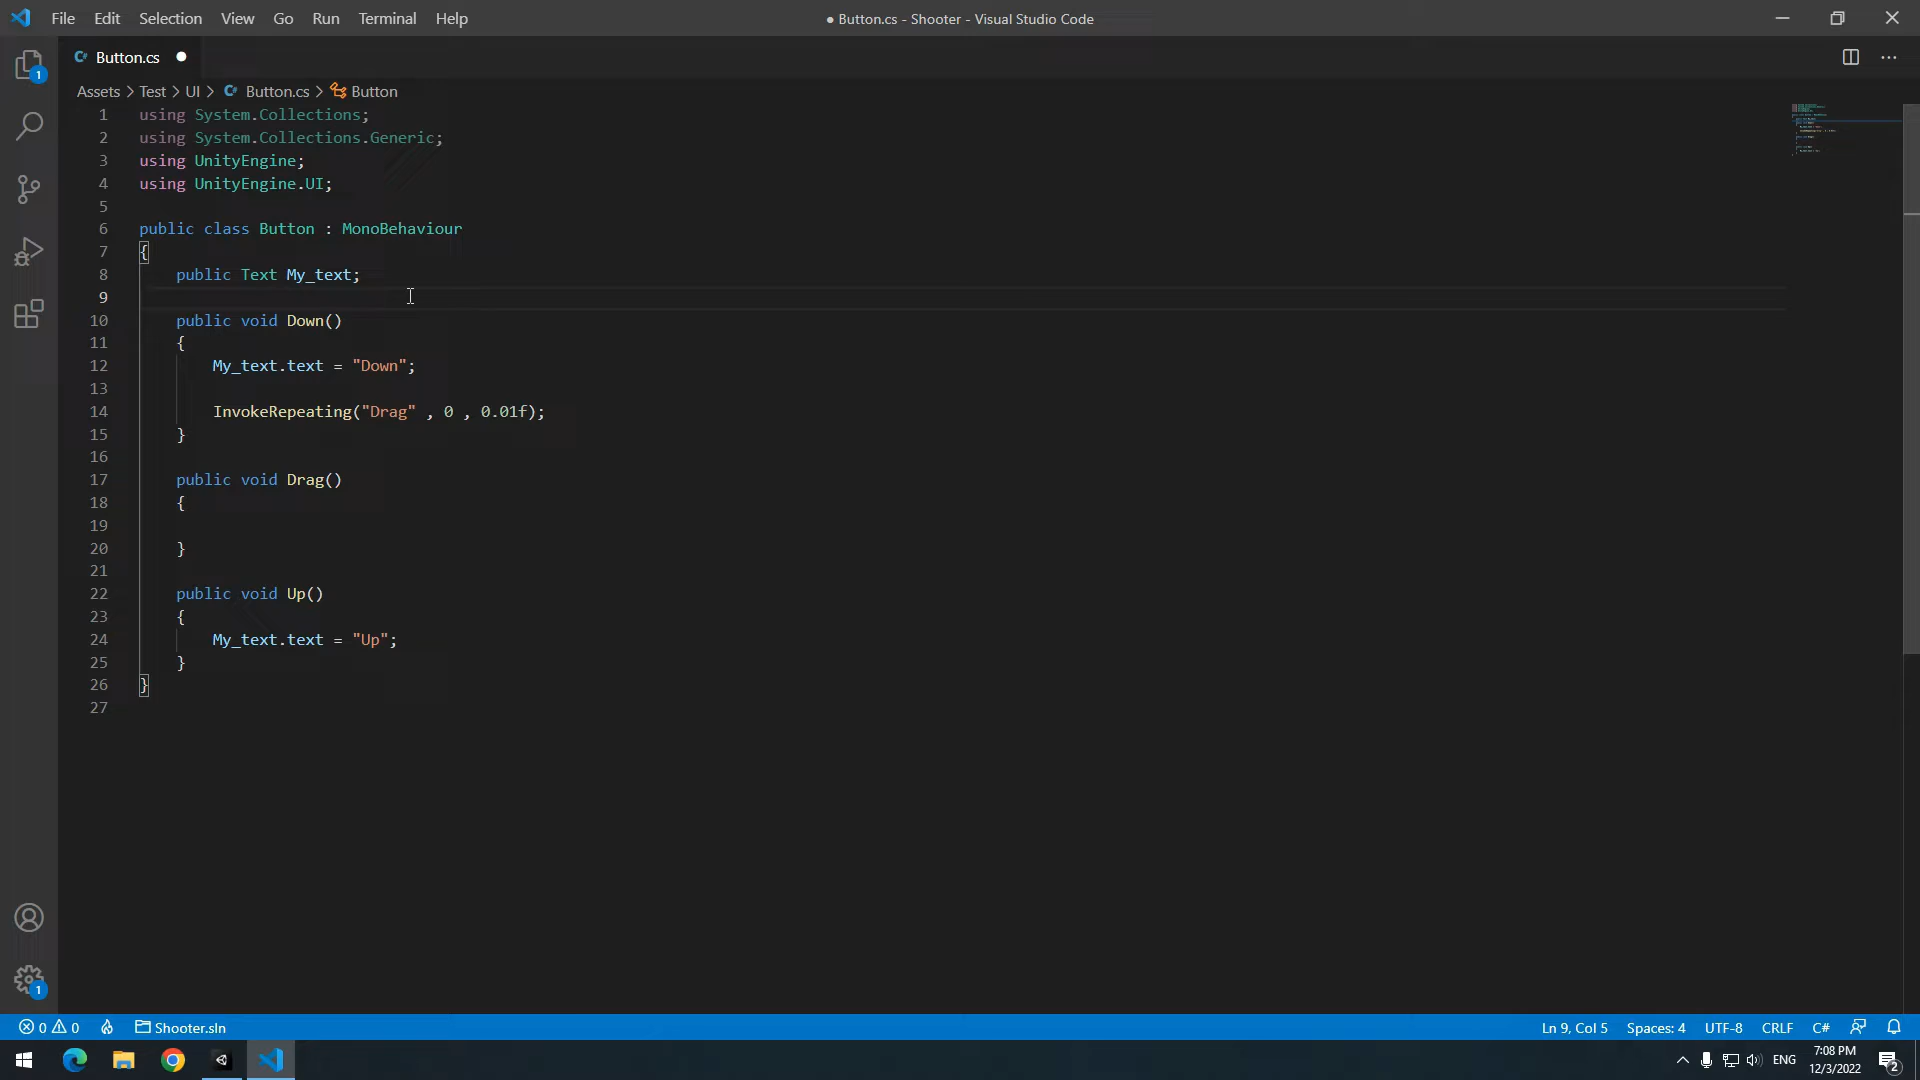 File Edit Selection View Go Run Terminal Help
● Button.cs - Shooter - Visual Studio Code
Button.cs ●
Assets > Test > UI > Button.cs > Button
1 using System.Collections;
2 using System.Collections.Generic;
3 using UnityEngine;
4 using UnityEngine.UI;
5
6 public class Button : MonoBehaviour
7 {
8 public Text My_text;
9
10 public void Down()
11 {
12 My_text.text = "Down";
13
14 InvokeRepeating("Drag" , 0 , 0.01f);
15 }
16
17 public void Drag()
18 {
19
20 }
21
22 public void Up()
23 {
24 My_text.text = "Up";
25 }
26 }
27
1
1
0 0 Shooter.sln Ln 9, Col 5 Spaces: 4 UTF-8 CRLF C#
ENG 7:08 PM
12/3/2022
2